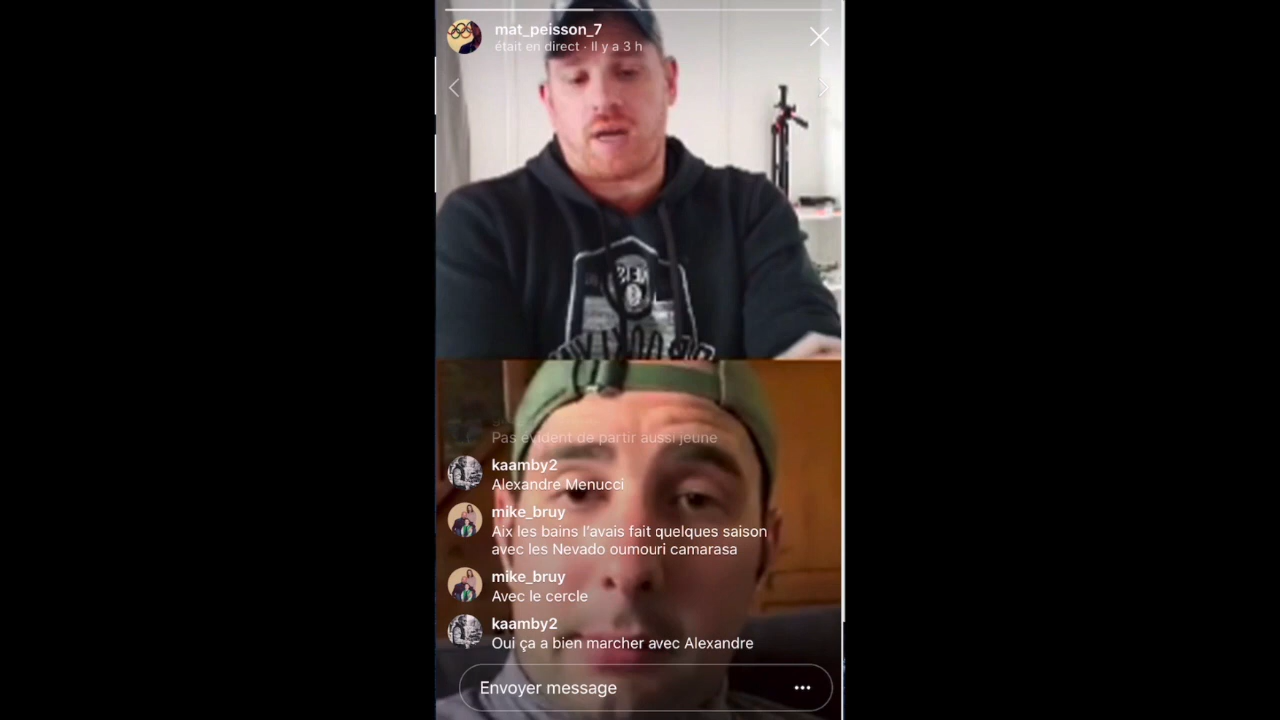 mat_peisson_7
était en direct · Il y a 3 h
Pas évident de partir aussi jeune
kaamby2
Alexandre Menucci
mike_bruy
Aix les bains l'avais fait quelques saison
avec les Nevado oumouri camarasa
mike_bruy
Avec le cercle
kaamby2
Oui ça a bien marcher avec Alexandre
Envoyer message